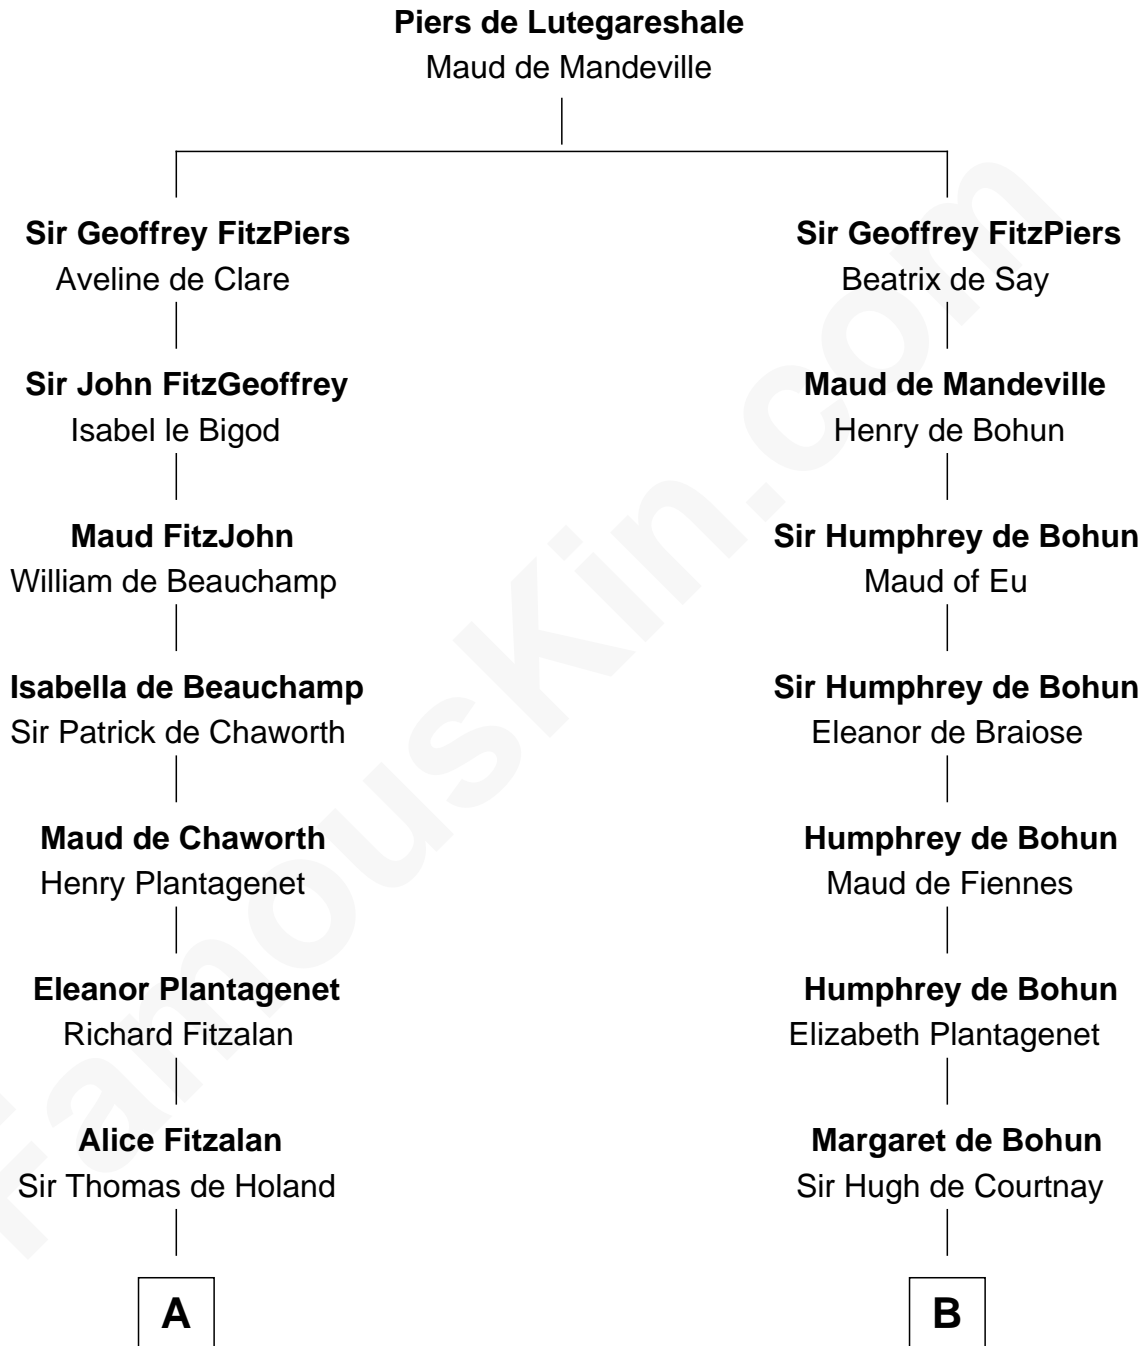 Piers de Lutegareshale
Maud de Mandeville
Sir Geoffrey FitzPiers
Aveline de Clare
Sir John FitzGeoffrey
Isabel le Bigod
Maud FitzJohn
William de Beauchamp
Isabella de Beauchamp
Sir Patrick de Chaworth
Maud de Chaworth
Henry Plantagenet
Eleanor Plantagenet
Richard Fitzalan
Alice Fitzalan
Sir Thomas de Holand
A
Sir Geoffrey FitzPiers
Beatrix de Say
Maud de Mandeville
Henry de Bohun
Sir Humphrey de Bohun
Maud of Eu
Sir Humphrey de Bohun
Eleanor de Braiose
Humphrey de Bohun
Maud de Fiennes
Humphrey de Bohun
Elizabeth Plantagenet
Margaret de Bohun
Sir Hugh de Courtnay
B
FamousKin.com